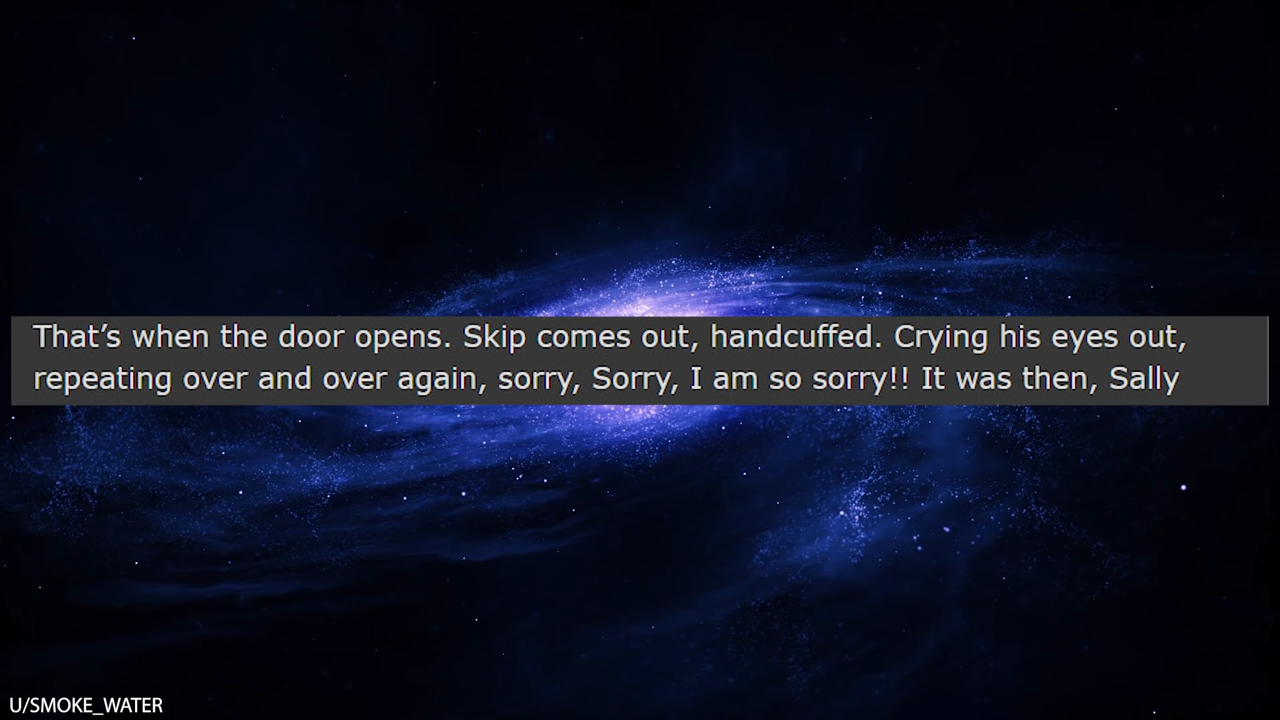 That’s when the door opens. Skip comes out, handcuffed. Crying his eyes out,
repeating over and over again, sorry, Sorry, I am so sorry!! It was then, Sally
U/SMOKE_WATER